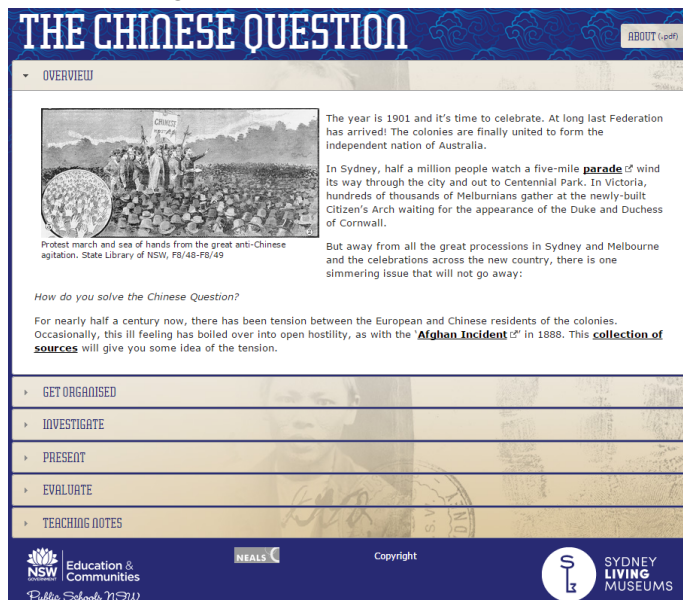 THE CHINESE QUESTION
ABOUT (.pdf)
OVERVIEW
CHINESE
The year is 1901 and it's time to celebrate. At long last Federation
has arrived! The colonies are finally united to form the
independent nation of Australia.
In Sydney, half a million people watch a five-mile parade wind
its way through the city and out to Centennial Park. In Victoria,
hundreds of thousands of Melburnians gather at the newly-built
Citizen's Arch waiting for the appearance of the Duke and Duchess
of Cornwall.
Protest march and sea of hands from the great anti-Chinese
agitation. State Library of NSW, F8/48-F8/49
But away from all the great processions in Sydney and Melbourne
and the celebrations across the new country, there is one
simmering issue that will not go away:
How do you solve the Chinese Question?
For nearly half a century now, there has been tension between the European and Chinese residents of the colonies.
Occasionally, this ill feeling has boiled over into open hostility, as with the 'Afghan Incident' in 1888. This collection of
sources will give you some idea of the tension.
GET ORGANISED
INVESTIGATE
PRESENT
EVALUATE
TEACHING NOTES
NSW
GOVERNMENT
Education &
Communities
Public Schools NSW
NEALS
Copyright
S
L
Z
SYDNEY
LIVING
MUSEUMS